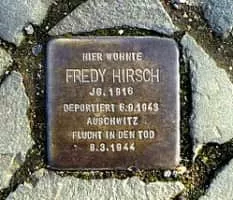 HIER WOHNTE
FREDY HIRSCH
JG. 1916
DEPORTIERT 6.9.1943
AUSCHWITZ
FLUCHT IN DEN TOD
8.3.1944